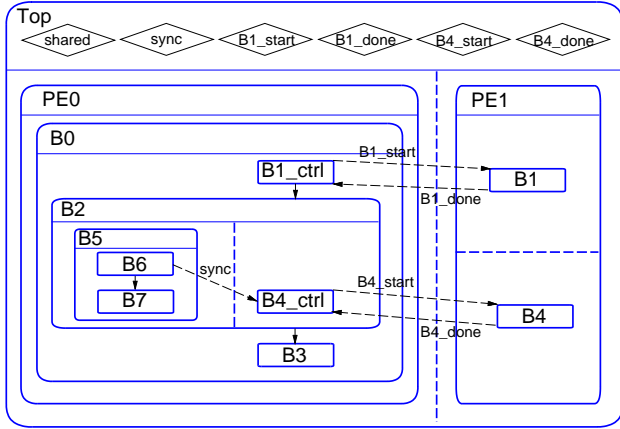 Top
shared
sync
B1_start
B1_done
B4_start
B4_done
PE0
PE1
B0
B1_start
B1_ctrl
B1
B1_done
B2
B5
B6
sync
B4_start
B7
B4_ctrl
B4
B4_done
B3